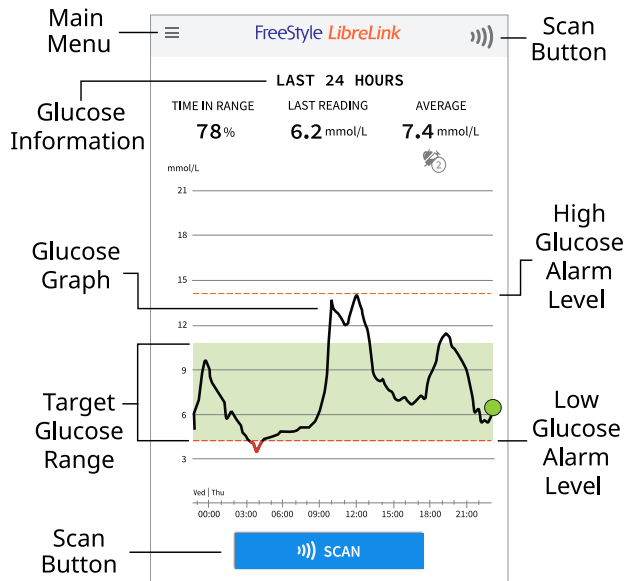 Main
Menu
FreeStyle LibreLink
Scan
Button
LAST 24 HOURS
Glucose
Information
TIME IN RANGE
LAST READING
AVERAGE
78%
6.2 mmol/L
7.4 mmol/L
2
mmol/L
21
18
15
12
9
6
3
Glucose
Graph
High
Glucose
Alarm
Level
Target
Glucose
Range
Low
Glucose
Alarm
Level
Wed | Thu
00:00 03:00 06:00 09:00 12:00 15:00 18:00 21:00
Scan
Button
SCAN